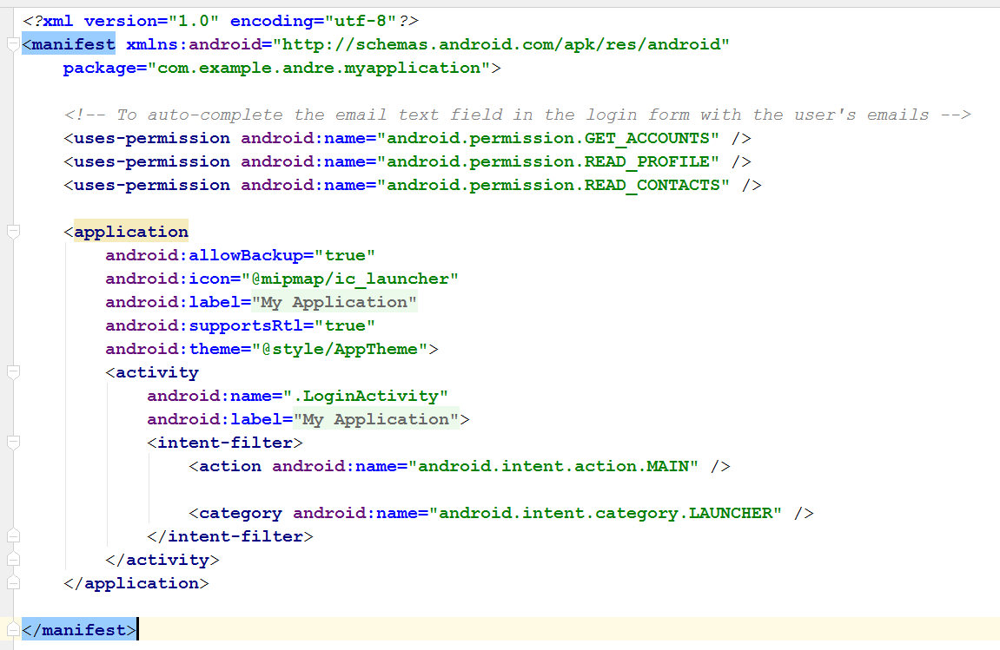 <?xml version="1.0" encoding="utf-8"?>
<manifest xmlns:android="http://schemas.android.com/apk/res/android"
    package="com.example.andre.myapplication">

    <!-- To auto-complete the email text field in the login form with the user's emails -->
    <uses-permission android:name="android.permission.GET_ACCOUNTS" />
    <uses-permission android:name="android.permission.READ_PROFILE" />
    <uses-permission android:name="android.permission.READ_CONTACTS" />

    <application
        android:allowBackup="true"
        android:icon="@mipmap/ic_launcher"
        android:label="My Application"
        android:supportsRtl="true"
        android:theme="@style/AppTheme">
        <activity
            android:name=".LoginActivity"
            android:label="My Application">
            <intent-filter>
                <action android:name="android.intent.action.MAIN" />

                <category android:name="android.intent.category.LAUNCHER" />
            </intent-filter>
        </activity>
    </application>

</manifest>